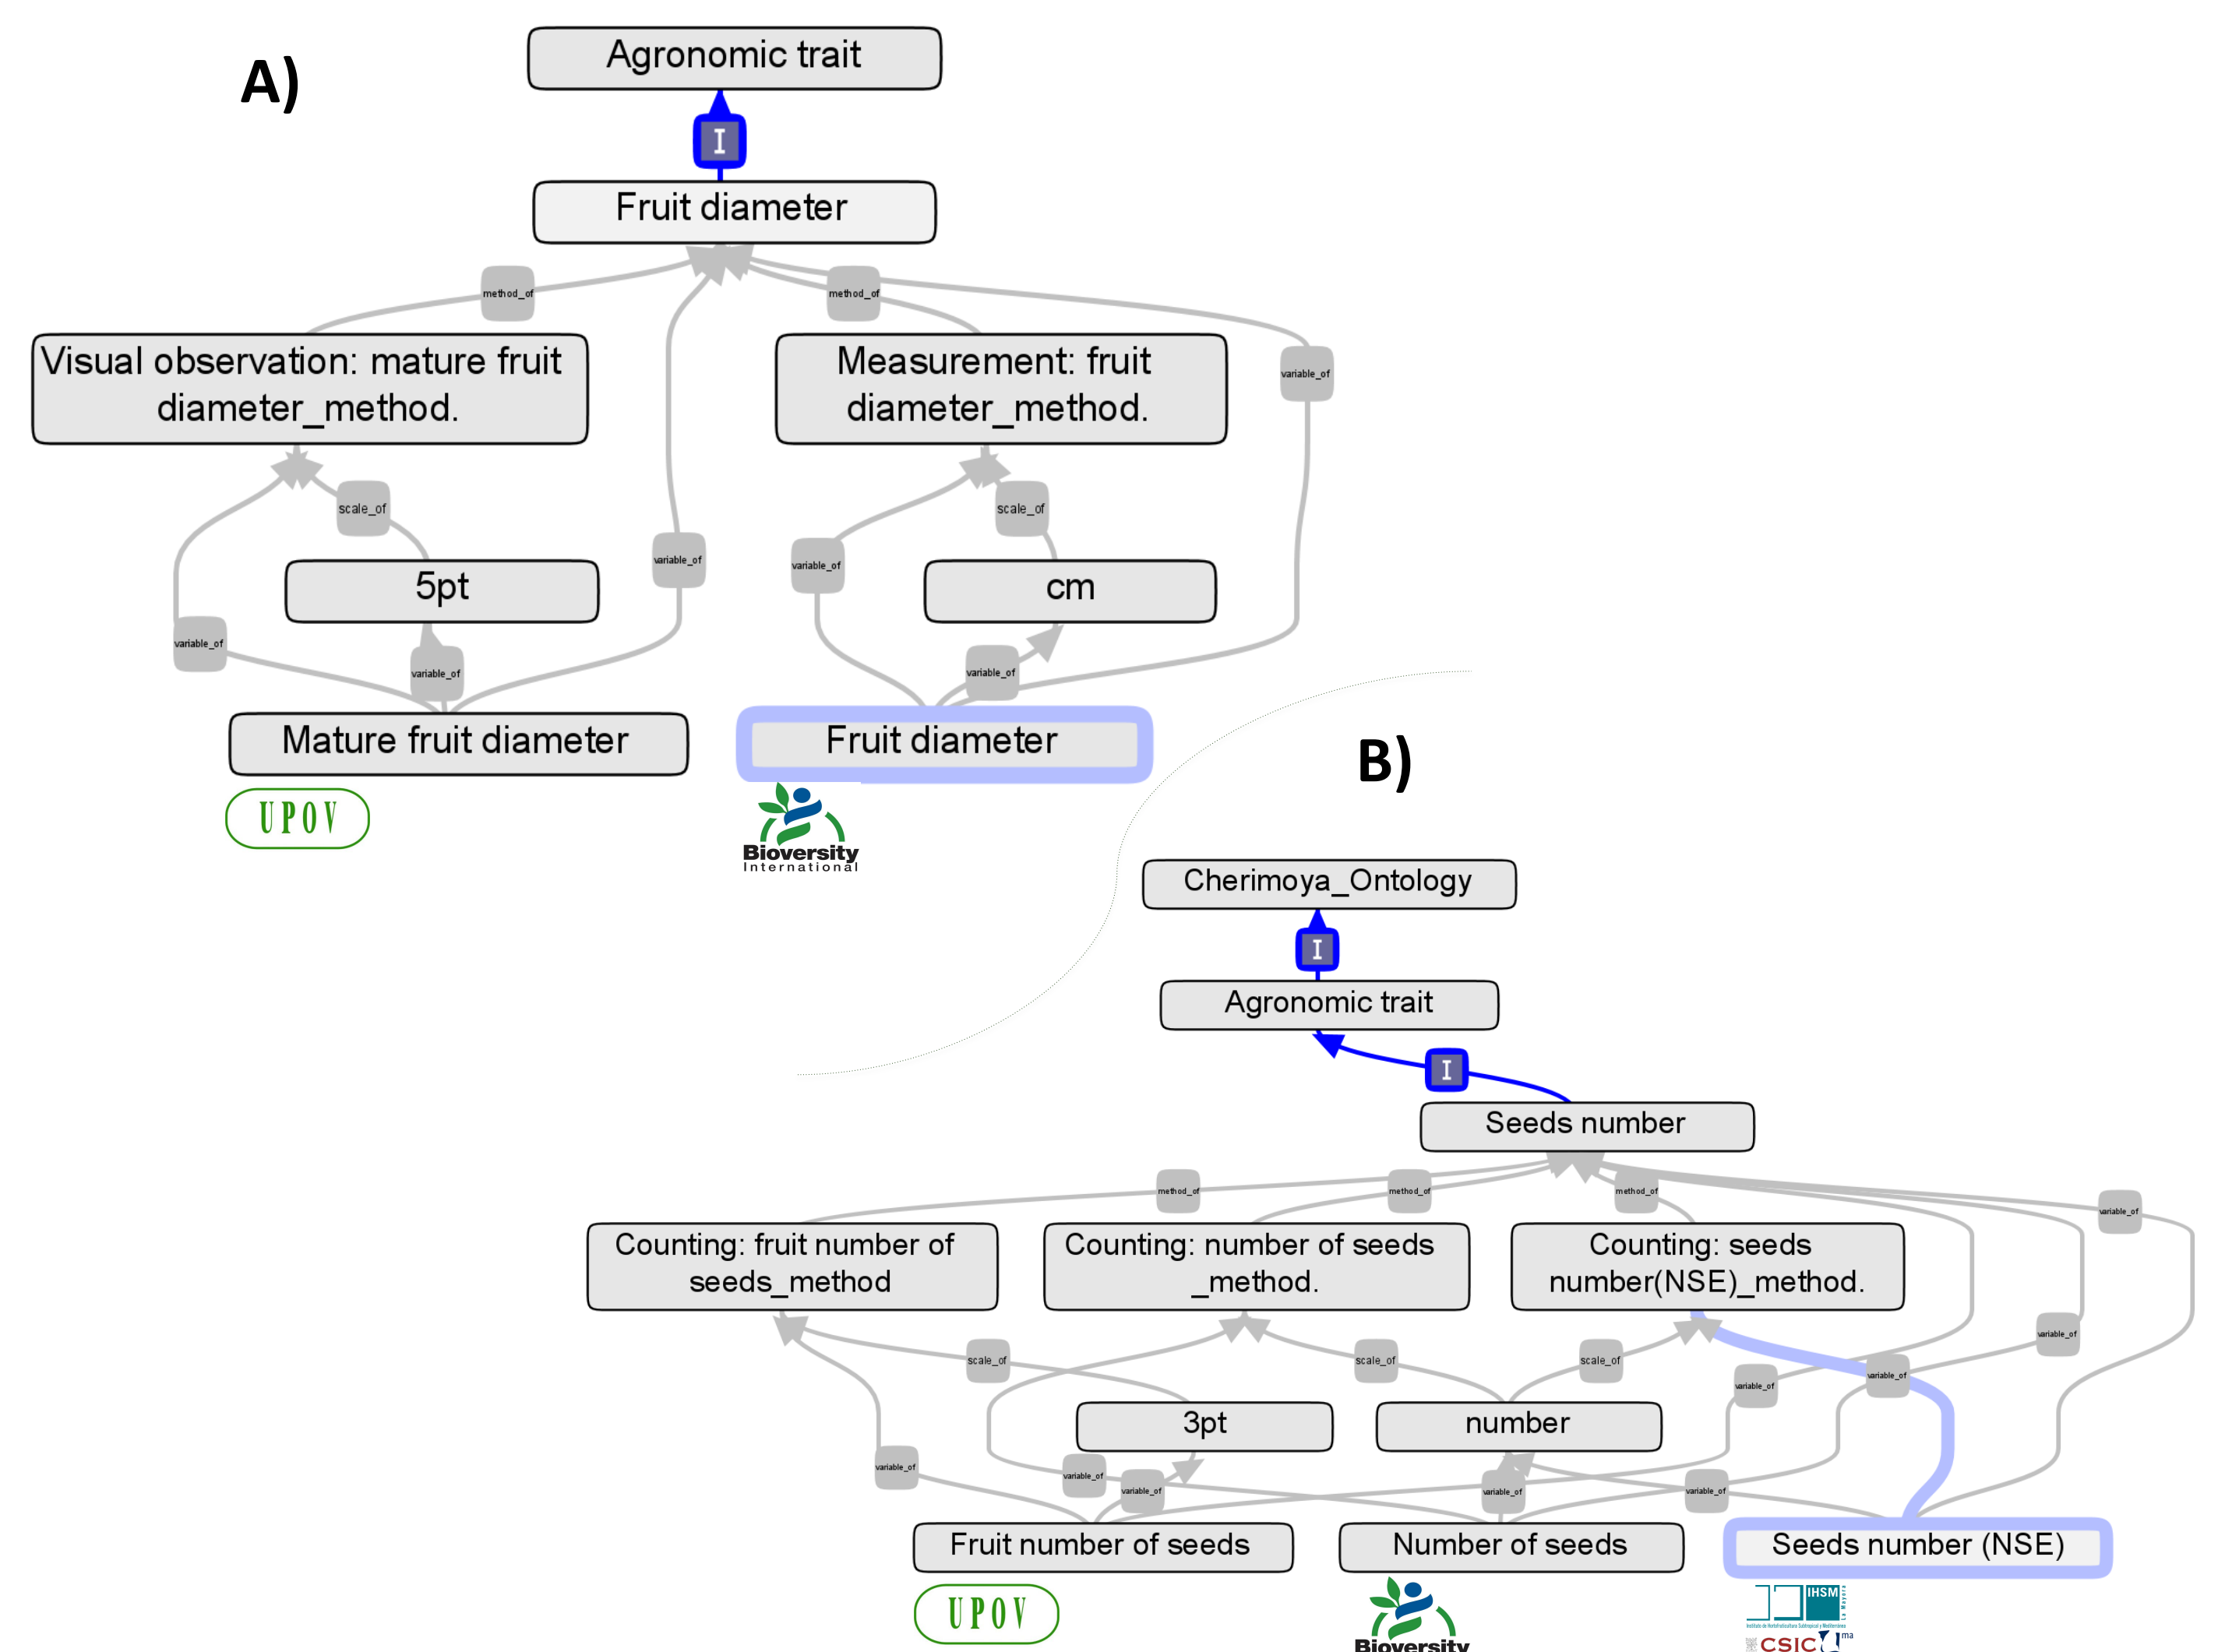 A)
Agronomic trait
I
Fruit diameter
method_of
method_of
Visual observation: mature fruit
diameter_method.
Measurement: fruit
diameter_method.
variable_of
scale_of
scale_of
variable_of
variable_of
5pt
cm
variable_of
variable_of
variable_of
Mature fruit diameter
Fruit diameter
UPOV
Bioversity
International
B)
Cherimoya_Ontology
I
Agronomic trait
I
Seeds number
method_of
method_of
method_of
variable_of
Counting: fruit number of
seeds_method
Counting: number of seeds
_method.
Counting: seeds
number(NSE)_method.
variable_of
scale_of
scale_of
scale_of
variable_of
variable_of
3pt
number
variable_of
variable_of
variable_of
variable_of
variable_of
Fruit number of seeds
Number of seeds
Seeds number (NSE)
UPOV
Bioversity
IHSM
La Mayora
CSIC
uma